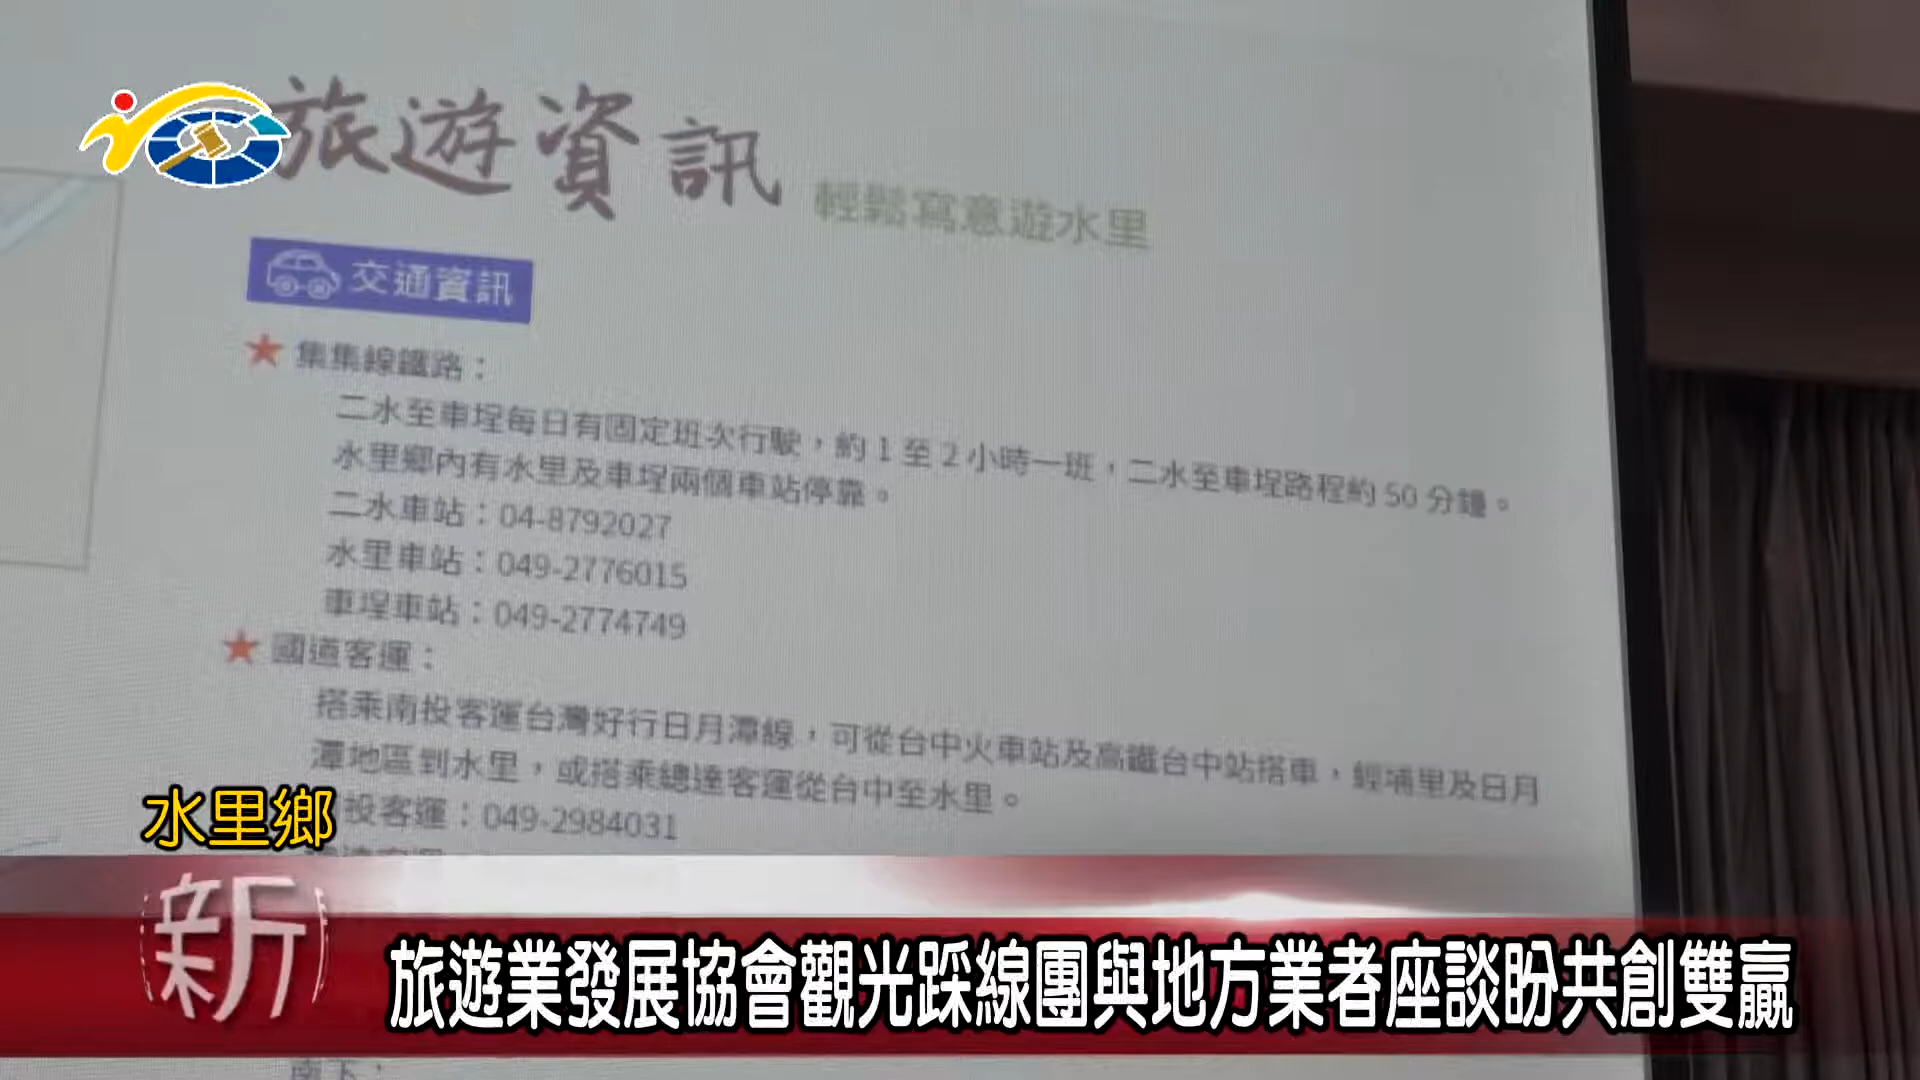 旅遊資訊 輕鬆寫意遊水里
交通資訊
★ 集集線鐵路：
二水至車埕每日有固定班次行駛，約 1 至 2 小時一班，二水至車埕路程約 50 分鐘。
水里鄉內有水里及車埕兩個車站停靠。
二水車站：04-8792027
水里車站：049-2776015
車埕車站：049-2774749
★ 國道客運：
搭乘南投客運台灣好行日月潭線，可從台中火車站及高鐵台中站搭車，經埔里及日月
潭地區到水里，或搭乘總達客運從台中至水里。
投客運：049-2984031
水里鄉
新
旅遊業發展協會觀光踩線團與地方業者座談盼共創雙贏